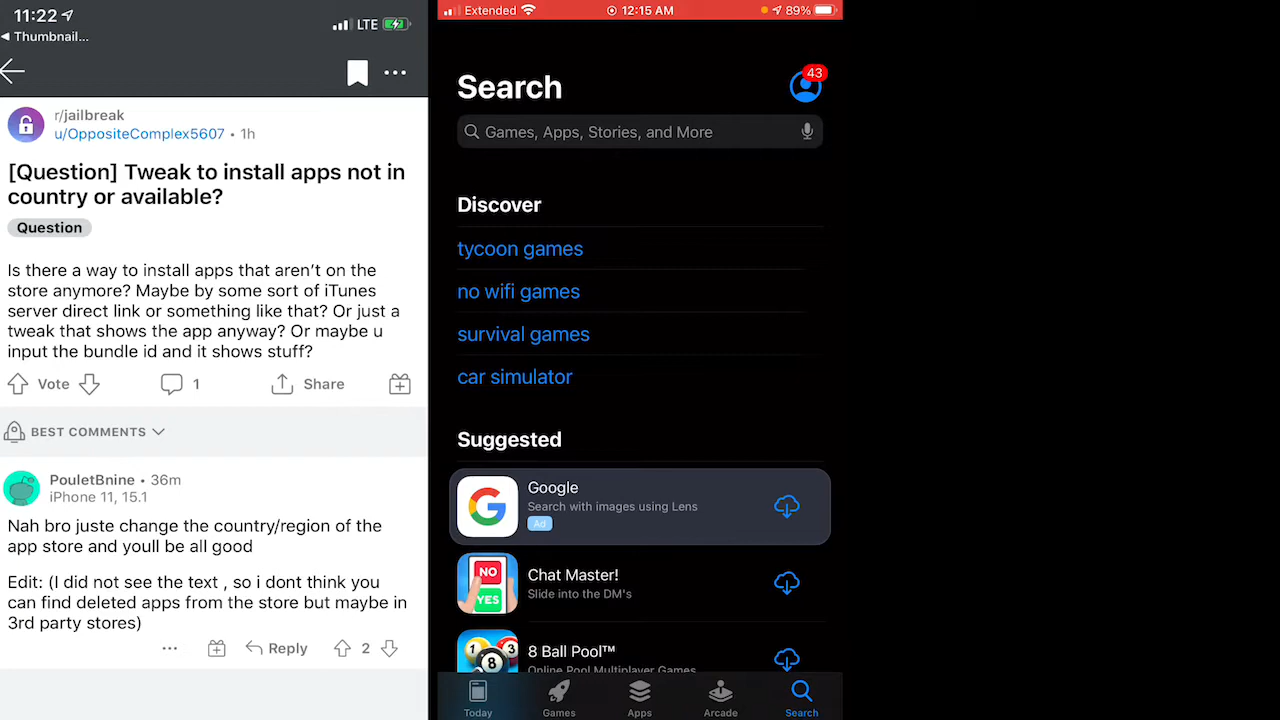 11:22
LTE
Thumbnail...
r/jailbreak
u/OppositeComplex5607 • 1h
[Question] Tweak to install apps not in
country or available?
Question
Is there a way to install apps that aren't on the
store anymore? Maybe by some sort of iTunes
server direct link or something like that? Or just a
tweak that shows the app anyway? Or maybe u
input the bundle id and it shows stuff?
Vote
1
Share
BEST COMMENTS
PouletBnine • 36m
iPhone 11, 15.1
Nah bro juste change the country/region of the
app store and youll be all good
Edit: (I did not see the text , so i dont think you
can find deleted apps from the store but maybe in
3rd party stores)
Reply
2
Extended
12:15 AM
89%
Search
43
Games, Apps, Stories, and More
Discover
tycoon games
no wifi games
survival games
car simulator
Suggested
Google
Search with images using Lens
Ad
NO
YES
Chat Master!
Slide into the DM's
1
3
8
8 Ball Pool™
Online Pool Multiplayer Games
Today
Games
Apps
Arcade
Search